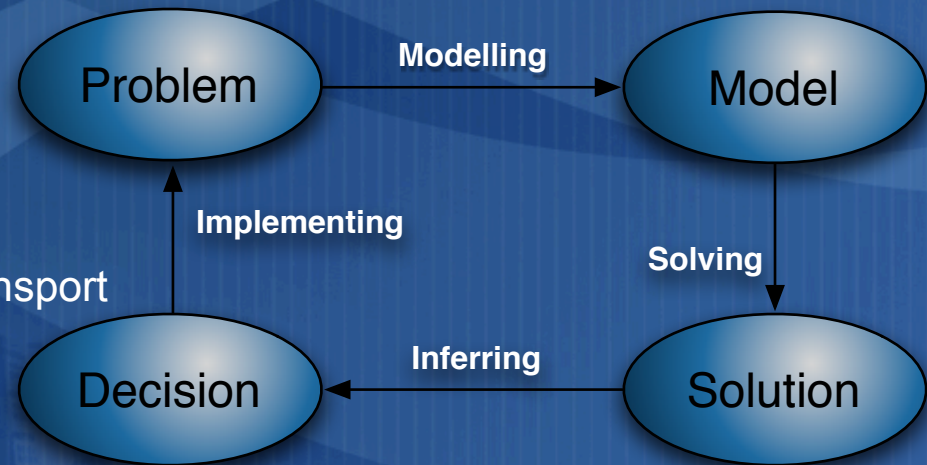 Problem
Modelling
Model
Implementing
Solving
nsport
Decision
Inferring
Solution